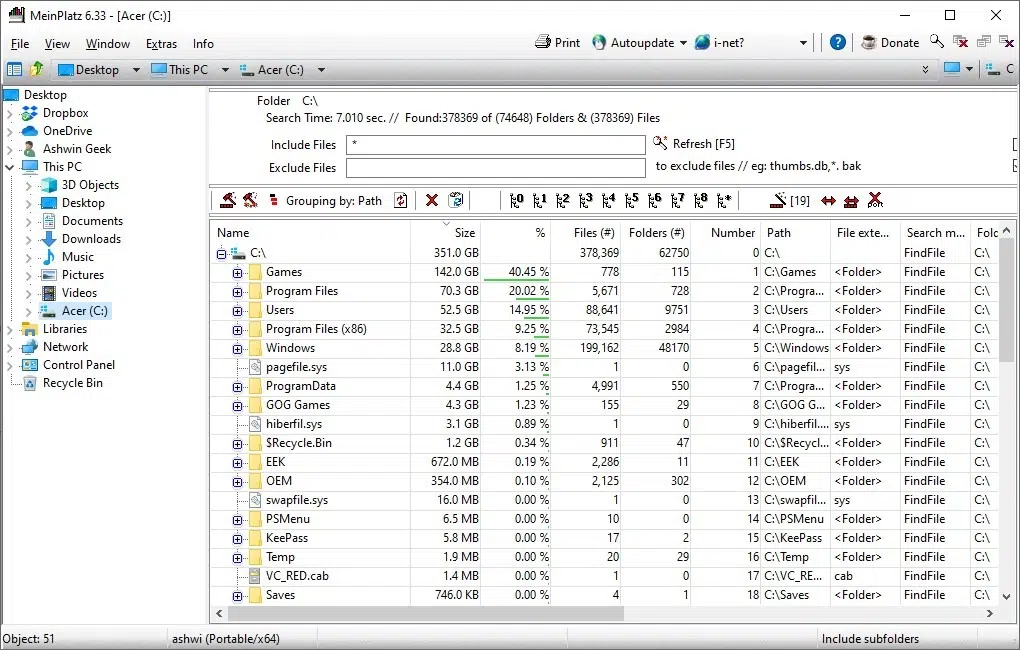 MeinPlatz 6.33 - [Acer (C:)]
File View Window Extras Info Print Autoupdate i-net? Donate
Desktop This PC Acer (C:) C
Desktop
Dropbox
OneDrive
Ashwin Geek
This PC
3D Objects
Desktop
Documents
Downloads
Music
Pictures
Videos
Acer (C:)
Libraries
Network
Control Panel
Recycle Bin
Folder C:\
Search Time: 7.010 sec. // Found:378369 of (74648) Folders & (378369) Files
Include Files * Refresh [F5]
Exclude Files to exclude files // eg: thumbs.db,*. bak
Grouping by: Path 0 1 2 3 4 5 6 7 8 * [19]
Name Size % Files (#) Folders (#) Number Path File exte... Search m... Folc
C:\ 351.0 GB 378,369 62750 0 C:\ FindFile C:\
Games 142.0 GB 40.45 % 778 115 1 C:\Games <Folder> FindFile C:\
Program Files 70.3 GB 20.02 % 5,671 728 2 C:\Progra... <Folder> FindFile C:\
Users 52.5 GB 14.95 % 88,641 9751 3 C:\Users <Folder> FindFile C:\
Program Files (x86) 32.5 GB 9.25 % 73,545 2984 4 C:\Progra... <Folder> FindFile C:\
Windows 28.8 GB 8.19 % 199,162 48170 5 C:\Windows <Folder> FindFile C:\
pagefile.sys 11.0 GB 3.13 % 1 0 6 C:\pagefil... sys FindFile C:\
ProgramData 4.4 GB 1.25 % 4,991 550 7 C:\Progra... <Folder> FindFile C:\
GOG Games 4.3 GB 1.23 % 155 29 8 C:\GOG G... <Folder> FindFile C:\
hiberfil.sys 3.1 GB 0.89 % 1 0 9 C:\hiberfil.... sys FindFile C:\
$Recycle.Bin 1.2 GB 0.34 % 911 47 10 C:\$Recycl... <Folder> FindFile C:\
EEK 672.0 MB 0.19 % 2,286 11 11 C:\EEK <Folder> FindFile C:\
OEM 354.0 MB 0.10 % 2,125 302 12 C:\OEM <Folder> FindFile C:\
swapfile.sys 16.0 MB 0.00 % 1 0 13 C:\swapfil... sys FindFile C:\
PSMenu 6.5 MB 0.00 % 10 0 14 C:\PSMenu <Folder> FindFile C:\
KeePass 5.8 MB 0.00 % 17 2 15 C:\KeePass <Folder> FindFile C:\
Temp 1.9 MB 0.00 % 20 29 16 C:\Temp <Folder> FindFile C:\
VC_RED.cab 1.4 MB 0.00 % 1 0 17 C:\VC_RE... cab FindFile C:\
Saves 746.0 KB 0.00 % 4 1 18 C:\Saves <Folder> FindFile C:\
Object: 51 ashwi (Portable/x64) Include subfolders